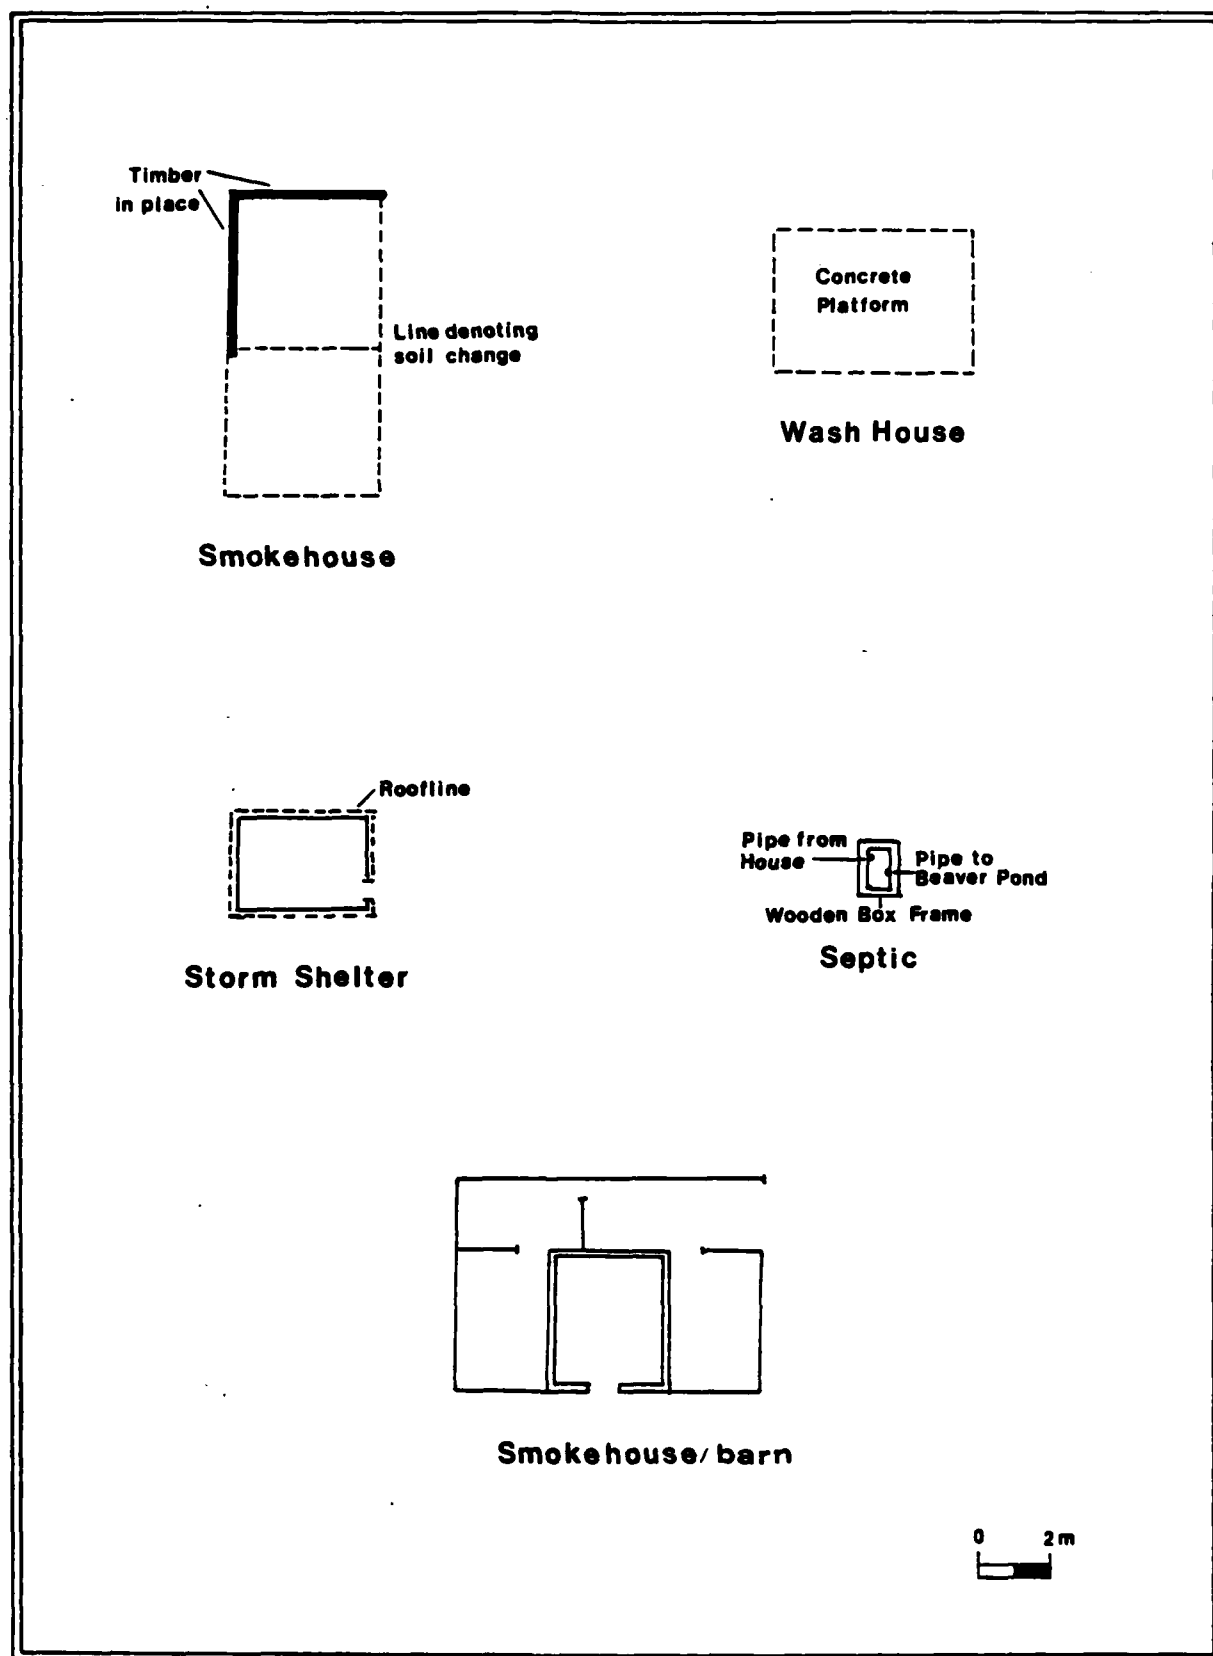 Timber
in place
Line denoting
soil change
Smokehouse
Concrete
Platform
Wash House
Roofline
Storm Shelter
Pipe from
House
Pipe to
Beaver Pond
Wooden Box Frame
Septic
Smokehouse/barn
0 2m